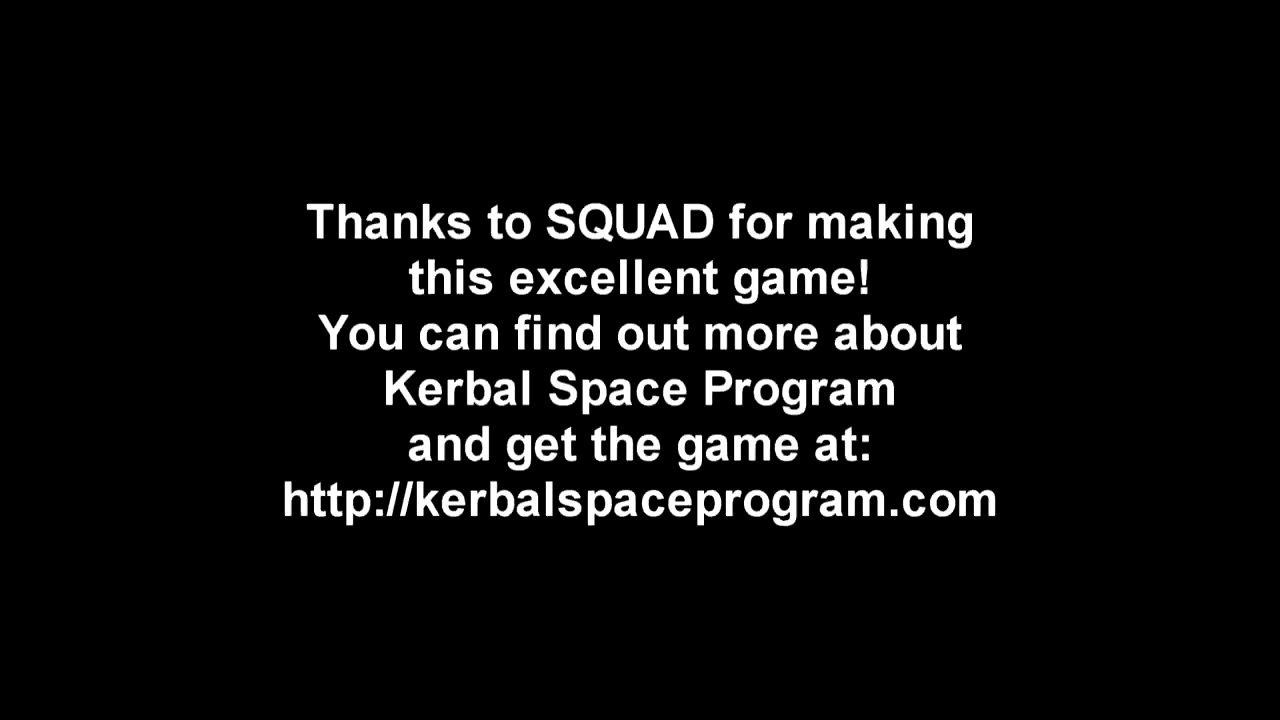 Thanks to SQUAD for making
this excellent game!
You can find out more about
Kerbal Space Program
and get the game at:
http://kerbalspaceprogram.com